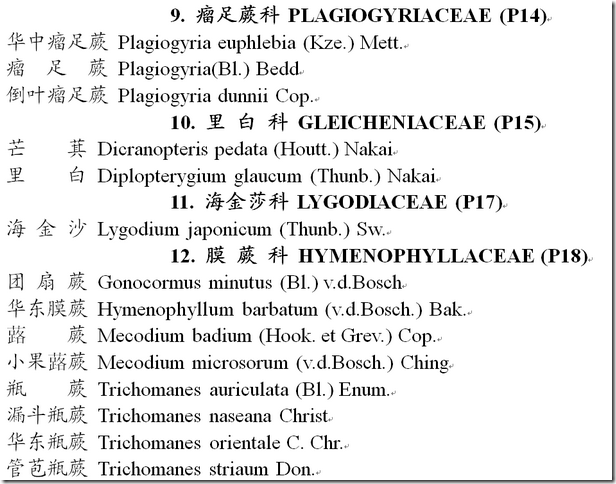 9. 瘤足蕨科 PLAGIOGYRIACEAE (P14)
华中瘤足蕨 Plagiogyria euphlebia (Kze.) Mett.
瘤 足 蕨 Plagiogyria(Bl.) Bedd
倒叶瘤足蕨 Plagiogyria dunnii Cop.
10. 里 白 科 GLEICHENIACEAE (P15)
芒 萁 Dicranopteris pedata (Houtt.) Nakai
里 白 Diplopterygium glaucum (Thunb.) Nakai
11. 海金莎科 LYGODIACEAE (P17)
海 金 沙 Lygodium japonicum (Thunb.) Sw.
12. 膜 蕨 科 HYMENOPHYLLACEAE (P18)
团 扇 蕨 Gonocormus minutus (Bl.) v.d.Bosch
华东膜蕨 Hymenophyllum barbatum (v.d.Bosch.) Bak.
蕗 蕨 Mecodium badium (Hook. et Grev.) Cop.
小果蕗蕨 Mecodium microsorum (v.d.Bosch.) Ching
瓶 蕨 Trichomanes auriculata (Bl.) Enum.
漏斗瓶蕨 Trichomanes naseana Christ
华东瓶蕨 Trichomanes orientale C. Chr.
管苞瓶蕨 Trichomanes striaum Don.